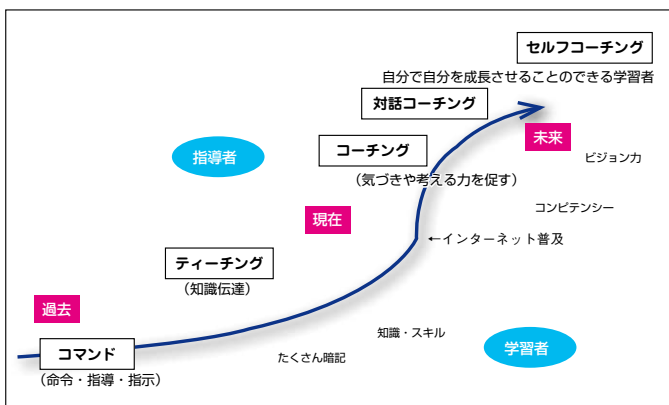 セルフコーチング
自分で自分を成長させることのできる学習者
対話コーチング
未来
指導者
コーチング
ビジョン力
（気づきや考える力を促す）
現在
コンピテンシー
←インターネット普及
ティーチング
（知識伝達）
過去
知識・スキル
学習者
コマンド
たくさん暗記
（命令・指導・指示）